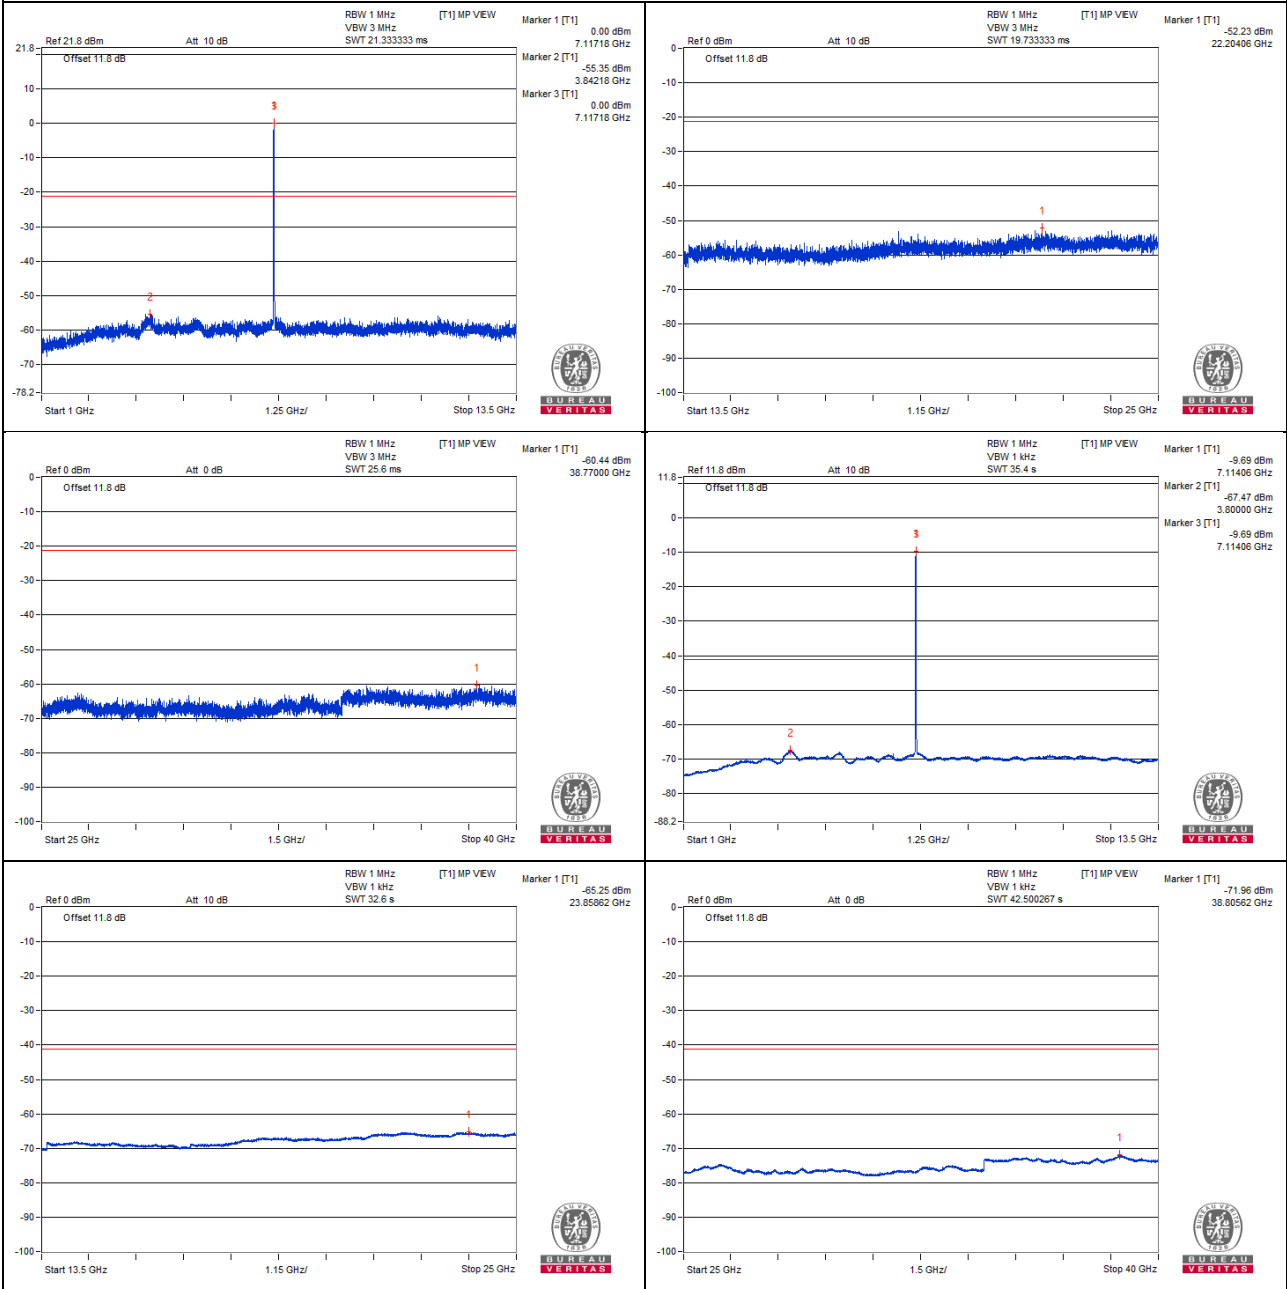 RBW 1 MHz
[T1] MP VIEW
VBW 3 MHz
Ref 21.8 dBm
Att 10 dB
SWT 21.333333 ms
Marker 1 [T1]
0.00 dBm
7.11718 GHz
Marker 2 [T1]
-55.35 dBm
3.84218 GHz
Marker 3 [T1]
0.00 dBm
7.11718 GHz
Offset 11.8 dB
21.8
10
0
-10
-20
-30
-40
-50
-60
-70
-78.2
2
Start 1 GHz
1.25 GHz/
Stop 13.5 GHz
BUREAU VERITAS
1828
BUREAU
VERITAS
RBW 1 MHz
[T1] MP VIEW
VBW 3 MHz
Ref 0 dBm
Att 10 dB
SWT 19.733333 ms
Marker 1 [T1]
-52.23 dBm
22.20406 GHz
Offset 11.8 dB
0
-10
-20
-30
-40
-50
-60
-70
-80
-90
-100
1
Start 13.5 GHz
1.15 GHz/
Stop 25 GHz
BUREAU VERITAS
1828
BUREAU
VERITAS
RBW 1 MHz
[T1] MP VIEW
VBW 3 MHz
Ref 0 dBm
Att 0 dB
SWT 25.6 ms
Marker 1 [T1]
-60.44 dBm
38.77000 GHz
Offset 11.8 dB
0
-10
-20
-30
-40
-50
-60
-70
-80
-90
-100
1
Start 25 GHz
1.5 GHz/
Stop 40 GHz
BUREAU VERITAS
1828
BUREAU
VERITAS
RBW 1 MHz
[T1] MP VIEW
VBW 1 kHz
Ref 11.8 dBm
Att 10 dB
SWT 35.4 s
Marker 1 [T1]
-9.69 dBm
7.11406 GHz
Marker 2 [T1]
-67.47 dBm
3.80000 GHz
Marker 3 [T1]
-9.69 dBm
7.11406 GHz
Offset 11.8 dB
11.8
0
-10
-20
-30
-40
-50
-60
-70
-80
-88.2
2
Start 1 GHz
1.25 GHz/
Stop 13.5 GHz
BUREAU VERITAS
1828
BUREAU
VERITAS
RBW 1 MHz
[T1] MP VIEW
VBW 1 kHz
Ref 0 dBm
Att 10 dB
SWT 32.6 s
Marker 1 [T1]
-65.25 dBm
23.85862 GHz
Offset 11.8 dB
0
-10
-20
-30
-40
-50
-60
-70
-80
-90
-100
1
Start 13.5 GHz
1.15 GHz/
Stop 25 GHz
BUREAU VERITAS
1828
BUREAU
VERITAS
RBW 1 MHz
[T1] MP VIEW
VBW 1 kHz
Ref 0 dBm
Att 0 dB
SWT 42.500267 ms
Marker 1 [T1]
-71.96 dBm
38.80562 GHz
Offset 11.8 dB
0
-10
-20
-30
-40
-50
-60
-70
-80
-90
-100
1
Start 25 GHz
1.5 GHz/
Stop 40 GHz
BUREAU VERITAS
1828
BUREAU
VERITAS